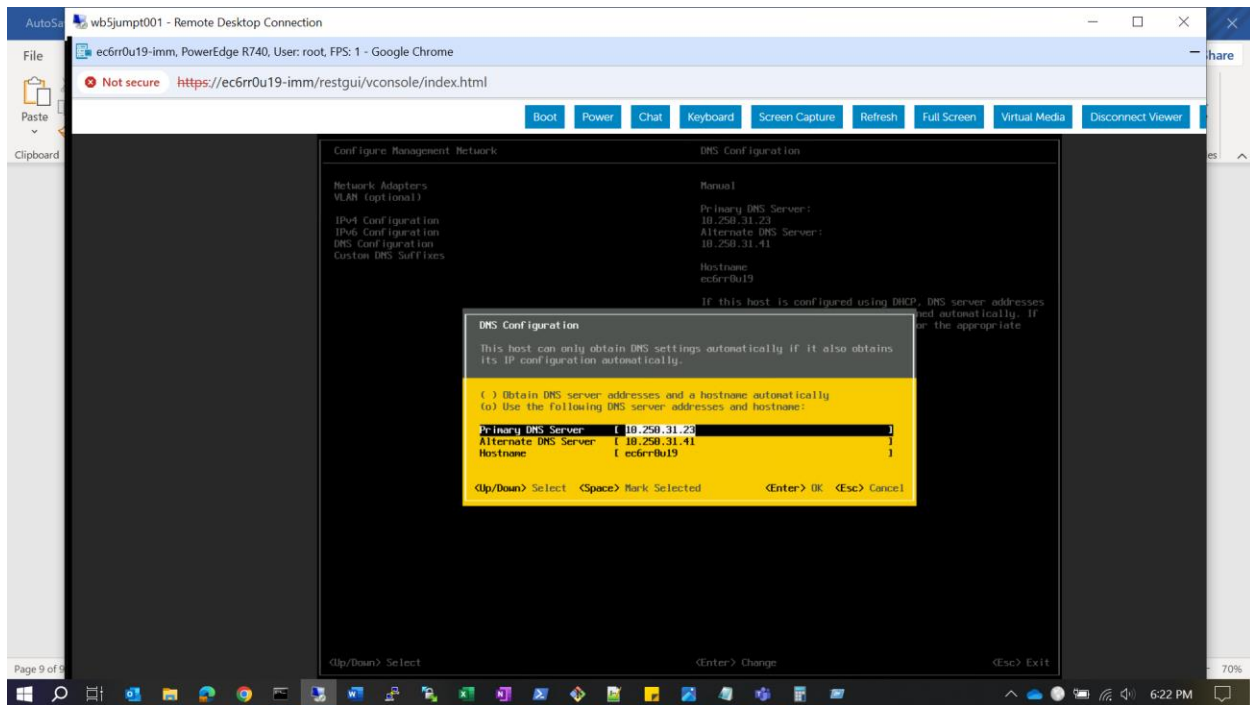 AutoSa
wb5jumpt001 - Remote Desktop Connection
File
ec6rr0u19-imm, PowerEdge R740, User: root, FPS: 1 - Google Chrome
hare
Not secure https://ec6rr0u19-imm/restgui/vconsole/index.html
Paste
Boot Power Chat Keyboard Screen Capture Refresh Full Screen Virtual Media Disconnect Viewer
Clipboard
es
Configure Management Network
DNS Configuration
Network Adapters
VLAN (optional)
IPv4 Configuration
IPv6 Configuration
DNS Configuration
Custom DNS Suffixes
Manual
Primary DNS Server:
10.250.31.23
Alternate DNS Server:
10.250.31.41
Hostname
ec6rr0u19
If this host is configured using DHCP, DNS server addresses
ned automatically. If
or the appropriate
DNS Configuration
This host can only obtain DNS settings automatically if it also obtains
its IP configuration automatically.
( ) Obtain DNS server addresses and a hostname automatically
(o) Use the following DNS server addresses and hostname:
Primary DNS Server [ 10.250.31.23 ]
Alternate DNS Server [ 10.250.31.41 ]
Hostname [ ec6rr0u19 ]
<Up/Down> Select <Space> Mark Selected <Enter> OK <Esc> Cancel
<Up/Down> Select <Enter> Change <Esc> Exit
Page 9 of 9
70%
6:22 PM